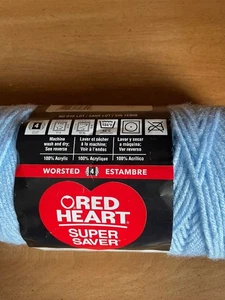 Machine wash and dry; See reverse
Laver et sécher à la machine; Voir à l'endos
Lavar y secar a máquina; Ver reverso
100% Acrylic
100% Acrylique
100% Acrílico
WORSTED 4 ESTAMBRE
RED
HEART
SUPER
SAVER